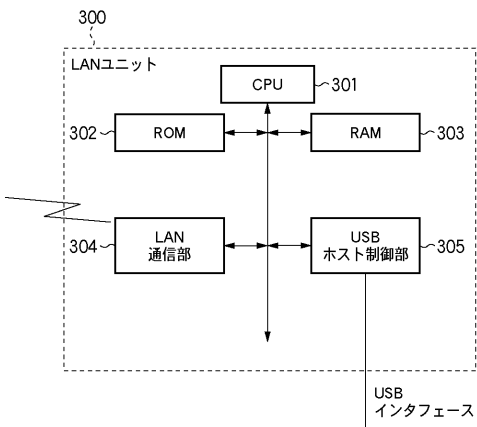 300
LANユニット
CPU
301
302
ROM
RAM
303
304
LAN
通信部
USB
ホスト制御部
305
USB
インタフェース